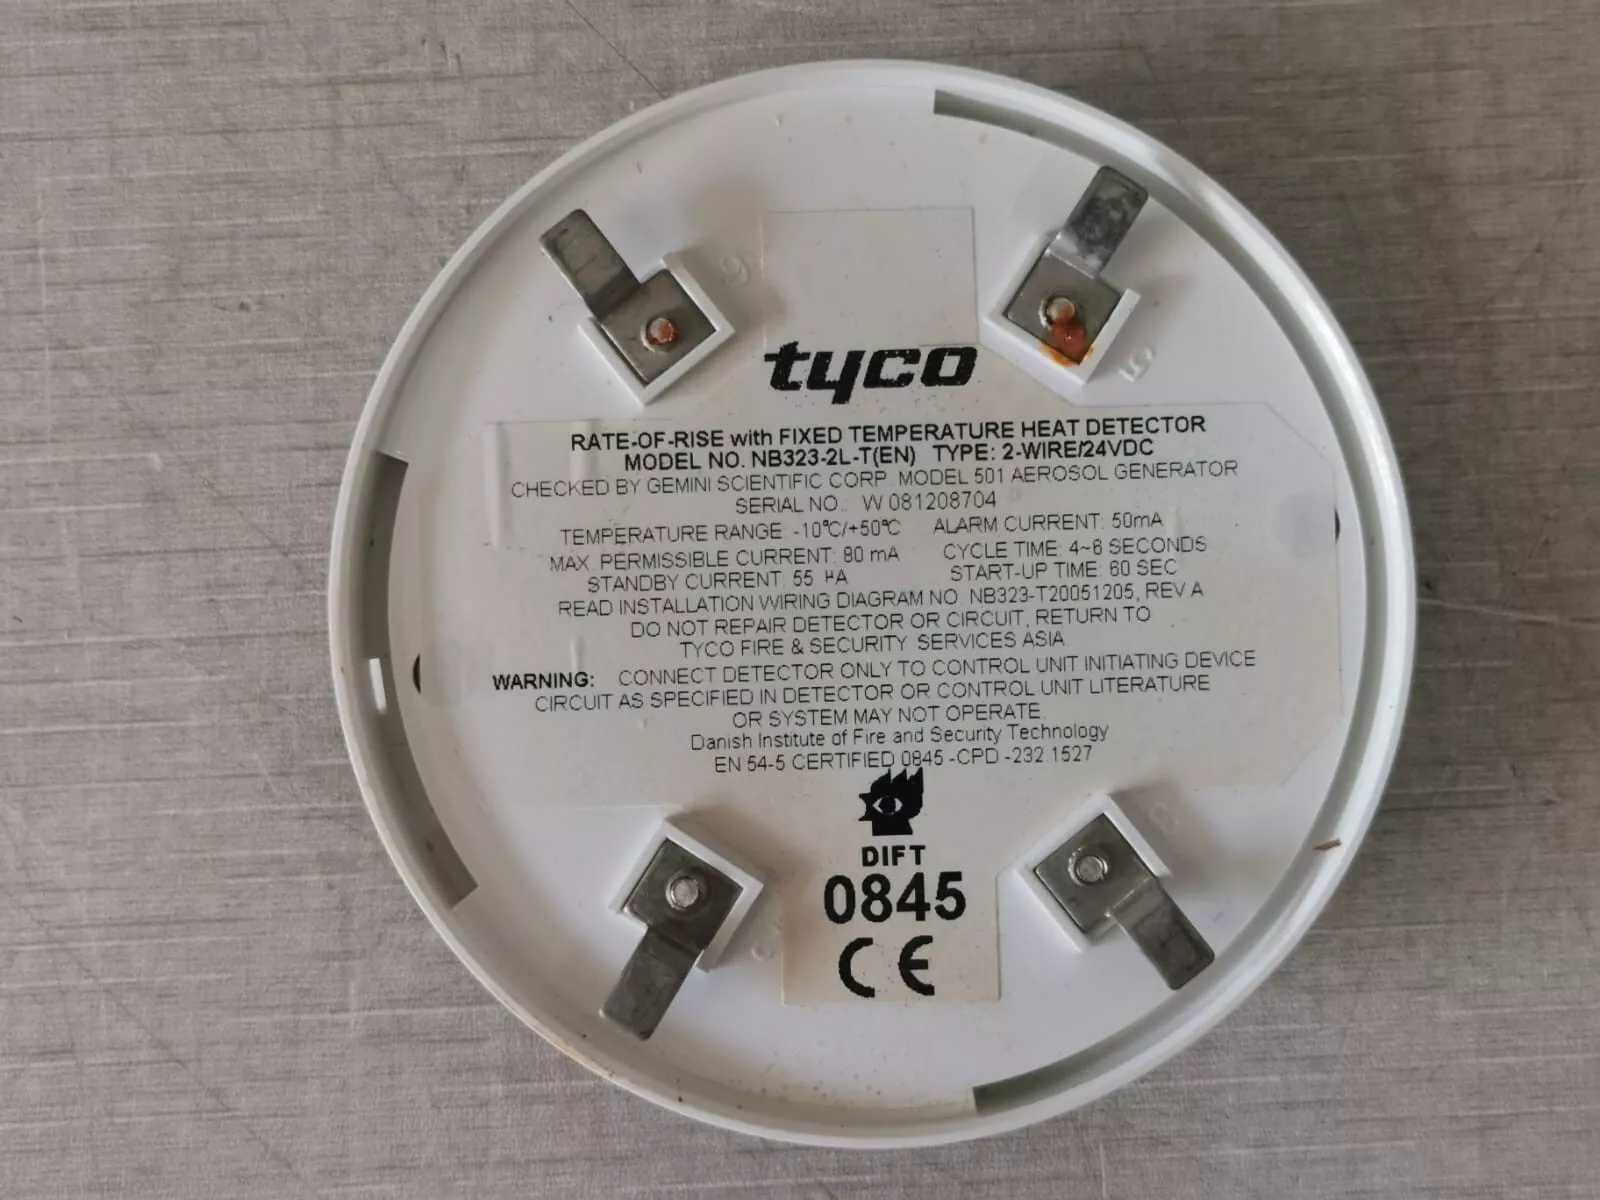 6
5
tyco
RATE-OF-RISE with FIXED TEMPERATURE HEAT DETECTOR
MODEL NO. NB323-2L-T(EN) TYPE: 2-WIRE/24VDC
CHECKED BY GEMINI SCIENTIFIC CORP. MODEL 501 AEROSOL GENERATOR
SERIAL NO.: W 081208704
TEMPERATURE RANGE: -10℃/+50℃ ALARM CURRENT: 50mA
MAX. PERMISSIBLE CURRENT: 80 mA CYCLE TIME: 4~6 SECONDS
STANDBY CURRENT: 55 µA START-UP TIME: 60 SEC
READ INSTALLATION WIRING DIAGRAM NO. NB323-T20051205, REV A
DO NOT REPAIR DETECTOR OR CIRCUIT, RETURN TO
TYCO FIRE & SECURITY SERVICES ASIA.
WARNING: CONNECT DETECTOR ONLY TO CONTROL UNIT INITIATING DEVICE
CIRCUIT AS SPECIFIED IN DETECTOR OR CONTROL UNIT LITERATURE
OR SYSTEM MAY NOT OPERATE.
Danish Institute of Fire and Security Technology
EN 54-5 CERTIFIED 0845 -CPD -232.1527
DIFT
0845
CE